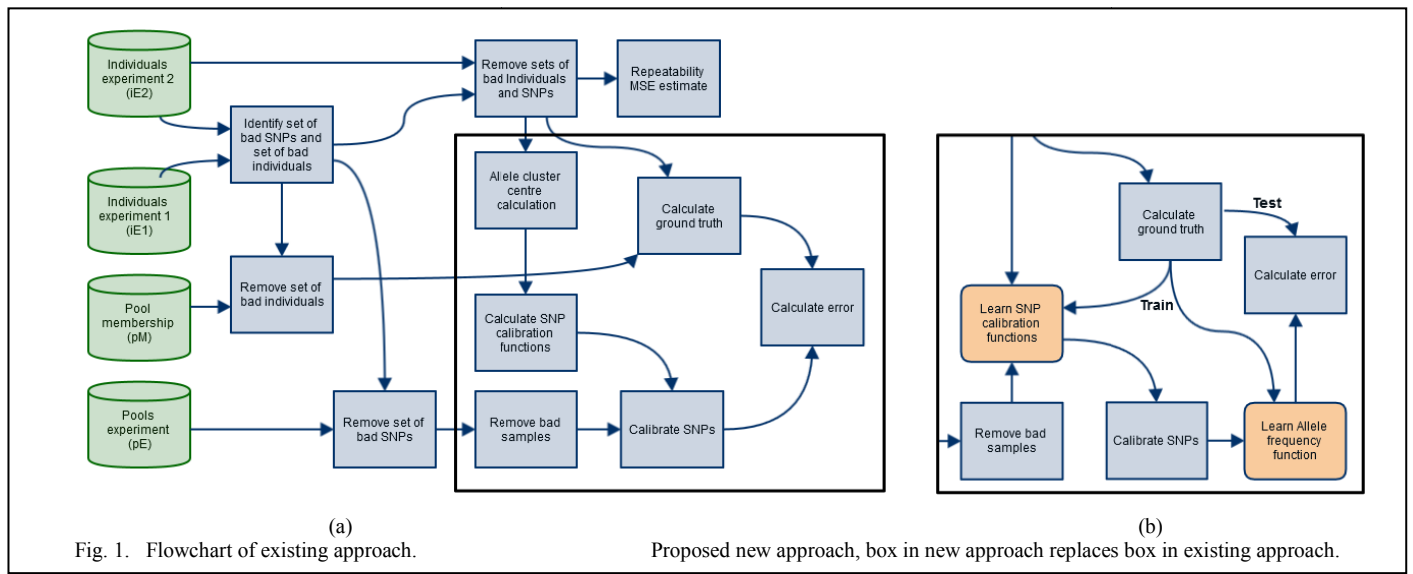 Individuals
experiment 2
(iE2)
Remove sets of
bad Individuals
and SNPs
Repeatability
MSE estimate
Identify set of
bad SNPs and
set of bad
individuals
Individuals
experiment 1
(iE1)
Allele cluster
centre
calculation
Calculate
ground truth
Pool
membership
(pM)
Remove set of
bad individuals
Calculate SNP
calibration
functions
Calculate error
Pools
experiment
(pE)
Remove set of
bad SNPs
Remove bad
samples
Calibrate SNPs
Calculate
ground truth
Test
Calculate error
Train
Learn SNP
calibration
functions
Remove bad
samples
Calibrate SNPs
Learn Allele
frequency
function
(a)
(b)
Fig. 1. Flowchart of existing approach.
Proposed new approach, box in new approach replaces box in existing approach.